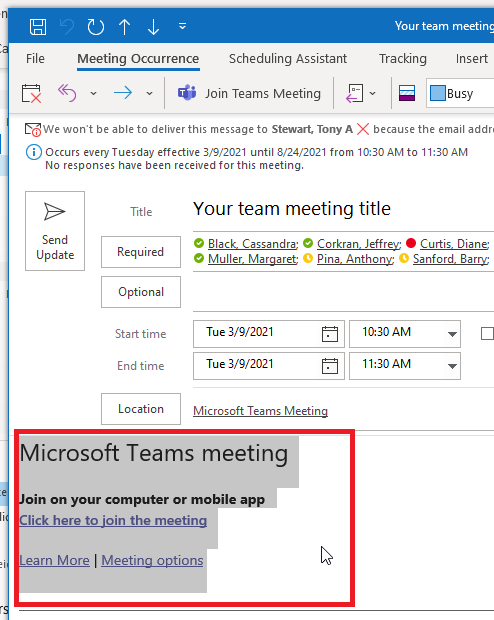 Your team meeting
File Meeting Occurrence Scheduling Assistant Tracking Insert
Join Teams Meeting Busy
We won't be able to deliver this message to Stewart, Tony A because the email addre
Occurs every Tuesday effective 3/9/2021 until 8/24/2021 from 10:30 AM to 11:30 AM
No responses have been received for this meeting.
Send Update
Title Your team meeting title
Required Black, Cassandra; Corkran, Jeffrey; Curtis, Diane;
Muller, Margaret; Pina, Anthony; Sanford, Barry;
Optional
Start time Tue 3/9/2021 10:30 AM
End time Tue 3/9/2021 11:30 AM
Location Microsoft Teams Meeting
Microsoft Teams meeting
Join on your computer or mobile app
Click here to join the meeting
Learn More | Meeting options